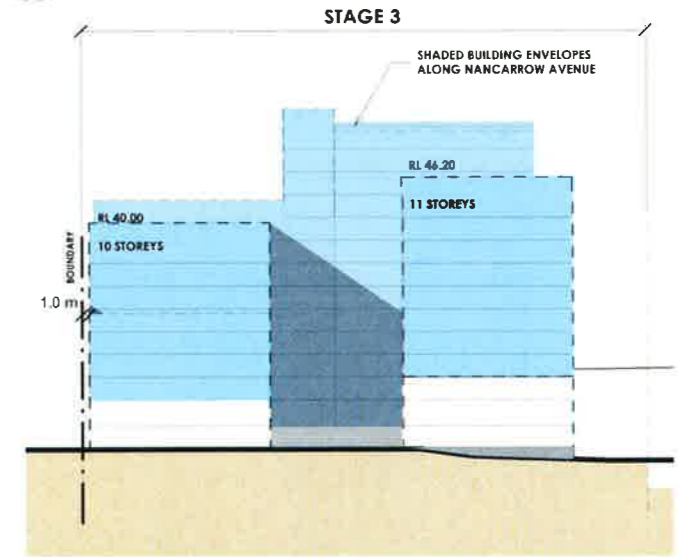 STAGE 3
SHADED BUILDING ENVELOPES
ALONG NANCARROW AVENUE
RL 46.20
11 STOREYS
RL 40.00
10 STOREYS
BOUNDARY
1.0 m